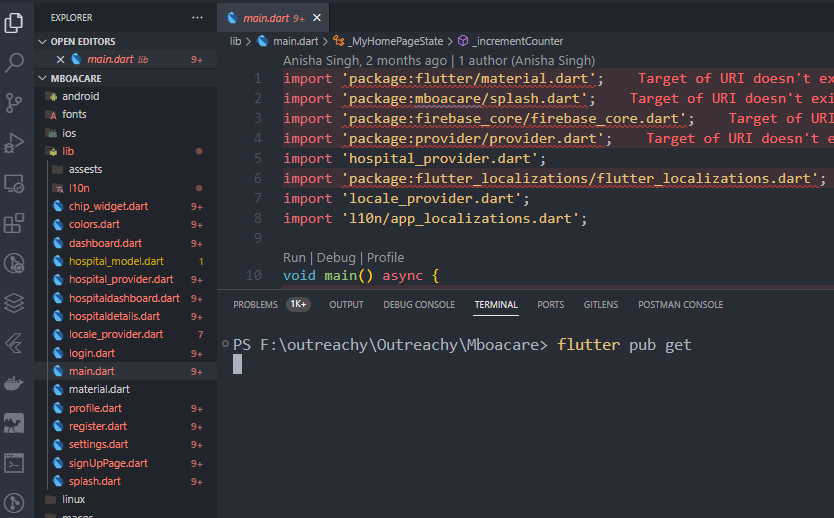 EXPLORER
OPEN EDITORS
main.dart lib 9+
MBOACARE
android
fonts
ios
lib
assests
l10n
chip_widget.dart 9+
colors.dart 9+
dashboard.dart 9+
hospital_model.dart 1
hospital_provider.dart 9+
hospitaldashboard.dart 9+
hospitaldetails.dart 9+
locale_provider.dart 7
login.dart 9+
main.dart 9+
material.dart
profile.dart 9+
register.dart 9+
settings.dart 9+
signUpPage.dart 9+
splash.dart 9+
linux
macos
main.dart 9+
lib > main.dart > _MyHomePageState > _incrementCounter
Anisha Singh, 2 months ago | 1 author (Anisha Singh)
1 import 'package:flutter/material.dart'; Target of URI doesn't ex
2 import 'package:mboacare/splash.dart'; Target of URI doesn't exi
3 import 'package:firebase_core/firebase_core.dart'; Target of URI
4 import 'package:provider/provider.dart'; Target of URI doesn't e
5 import 'hospital_provider.dart';
6 import 'package:flutter_localizations/flutter_localizations.dart';
7 import 'locale_provider.dart';
8 import 'l10n/app_localizations.dart';
9
Run | Debug | Profile
10 void main() async {
PROBLEMS 1K+ OUTPUT DEBUG CONSOLE TERMINAL PORTS GITLENS POSTMAN CONSOLE
PS F:\outreachy\Outreachy\Mboacare> flutter pub get